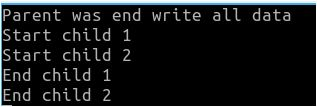 Parent was end write all data
Start child 1
Start child 2
End child 1
End child 2